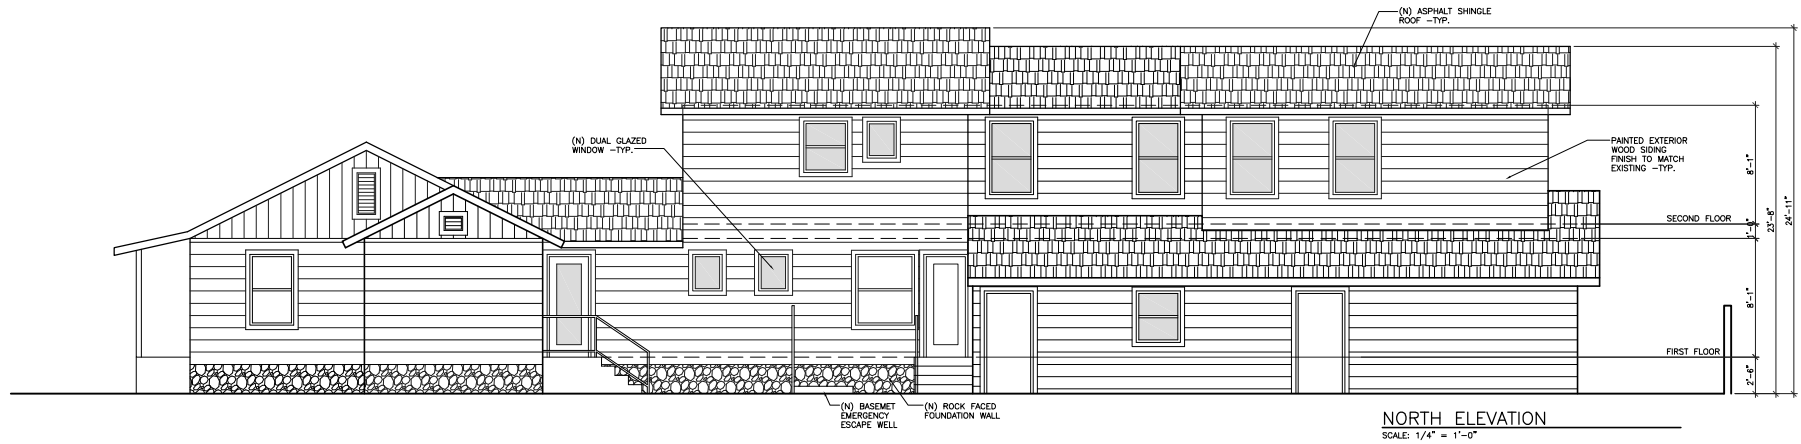 (N) ASPHALT SHINGLE
ROOF -TYP.
(N) DUAL GLAZED
WINDOW -TYP.
PAINTED EXTERIOR
WOOD SIDING
FINISH TO MATCH
EXISTING -TYP.
8'-1"
SECOND FLOOR
1'-0"
23'-8"
24'-11"
8'-1"
FIRST FLOOR
2'-6"
(N) BASEMET
EMERGENCY
ESCAPE WELL
(N) ROCK FACED
FOUNDATION WALL
NORTH ELEVATION
SCALE: 1/4" = 1'-0"